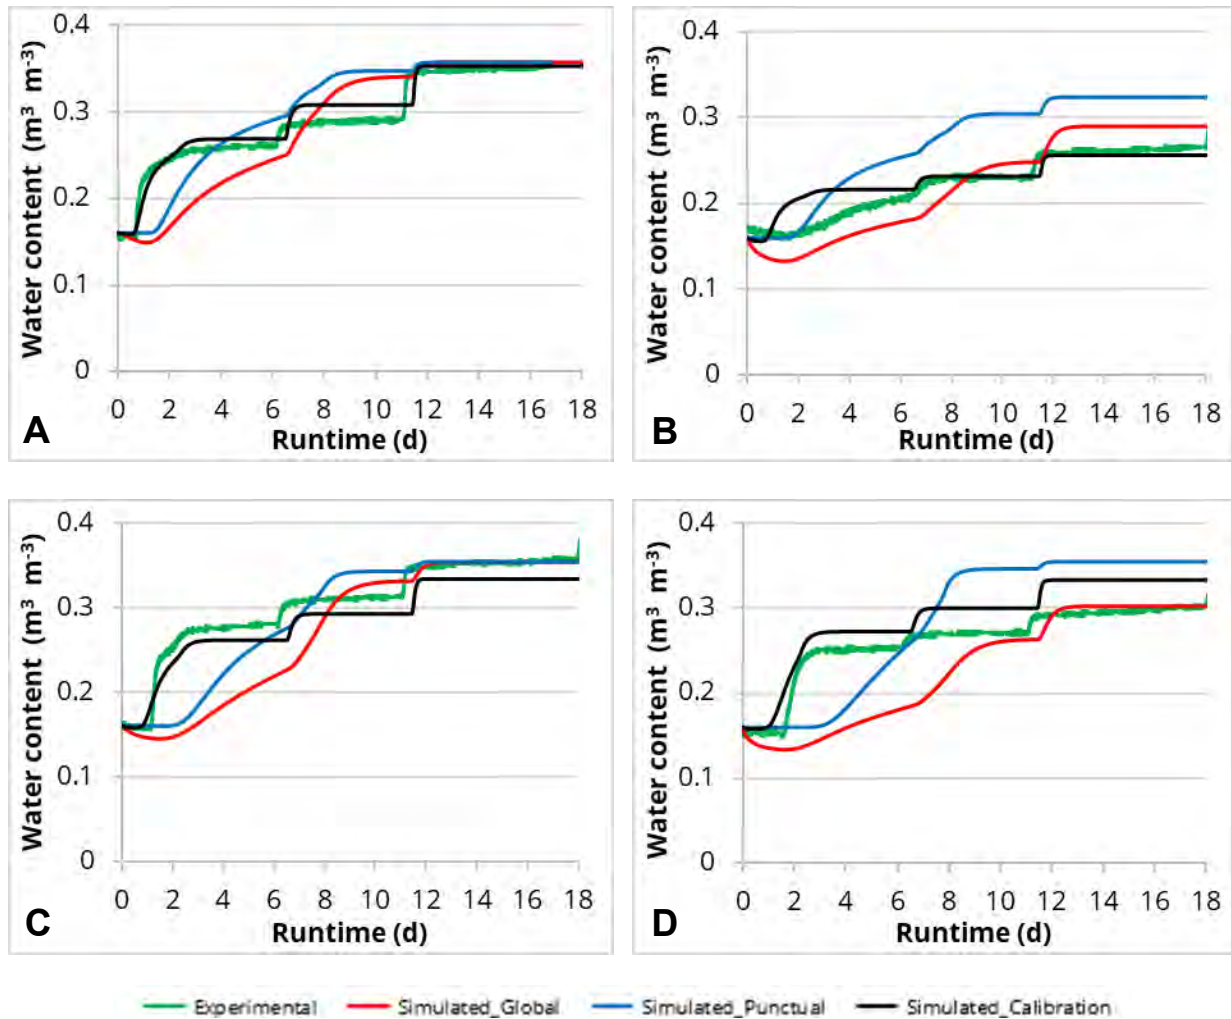 Water content (m³ m⁻³)
0.4
0.3
0.2
0.1
0
0 2 4 6 8 10 12 14 16 18
Runtime (d)
A
Water content (m³ m⁻³)
0.4
0.3
0.2
0.1
0
0 2 4 6 8 10 12 14 16 18
Runtime (d)
B
Water content (m³ m⁻³)
0.4
0.3
0.2
0.1
0
0 2 4 6 8 10 12 14 16 18
Runtime (d)
C
Water content (m³ m⁻³)
0.4
0.3
0.2
0.1
0
0 2 4 6 8 10 12 14 16 18
Runtime (d)
D
Experimental Simulated_Global Simulated_Punctual Simulated_Calibration